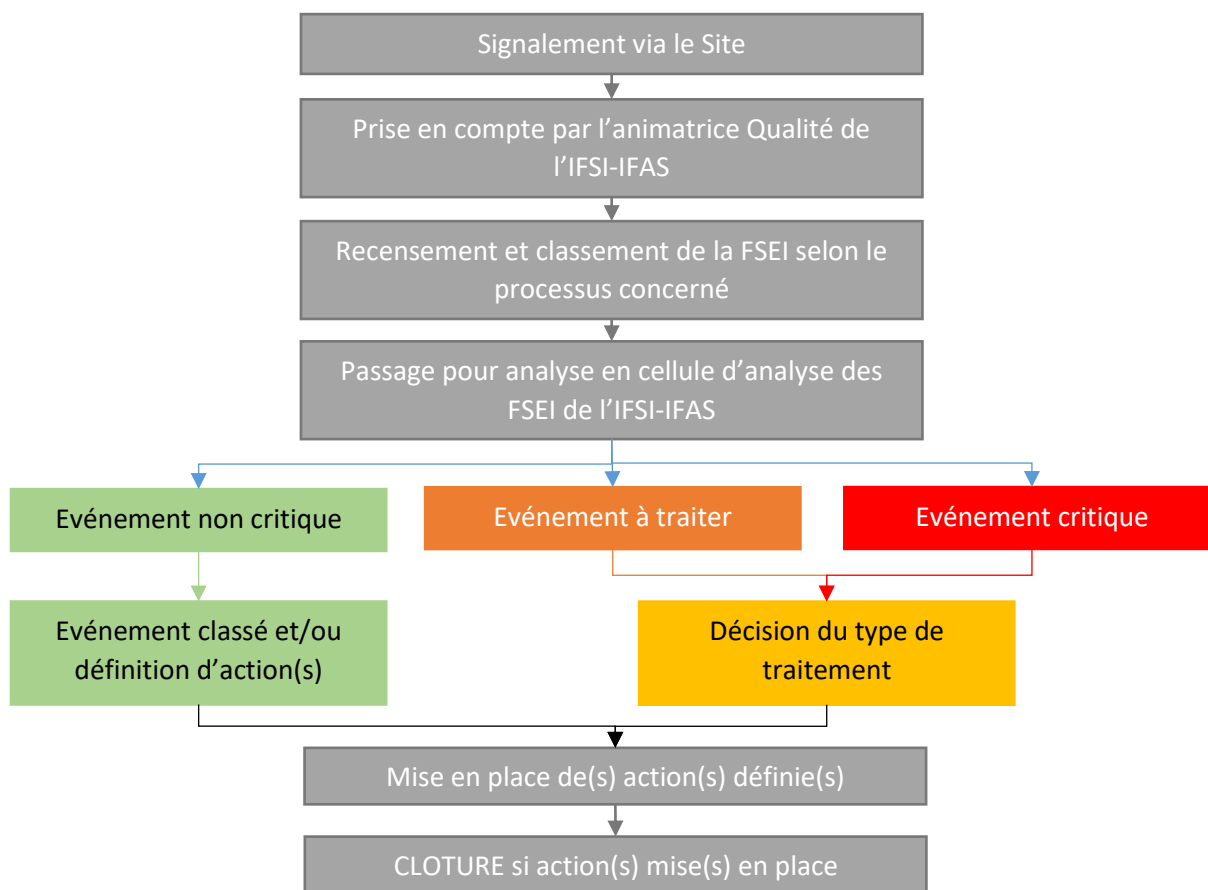 Signalement via le Site
Prise en compte par l’animatrice Qualité de
l’IFSI-IFAS
Recensement et classement de la FSEI selon le
processus concerné
Passage pour analyse en cellule d’analyse des
FSEI de l’IFSI-IFAS
Evénement non critique
Evénement à traiter
Evénement critique
Evénement classé et/ou
définition d’action(s)
Décision du type de
traitement
Mise en place de(s) action(s) définie(s)
CLOTURE si action(s) mise(s) en place